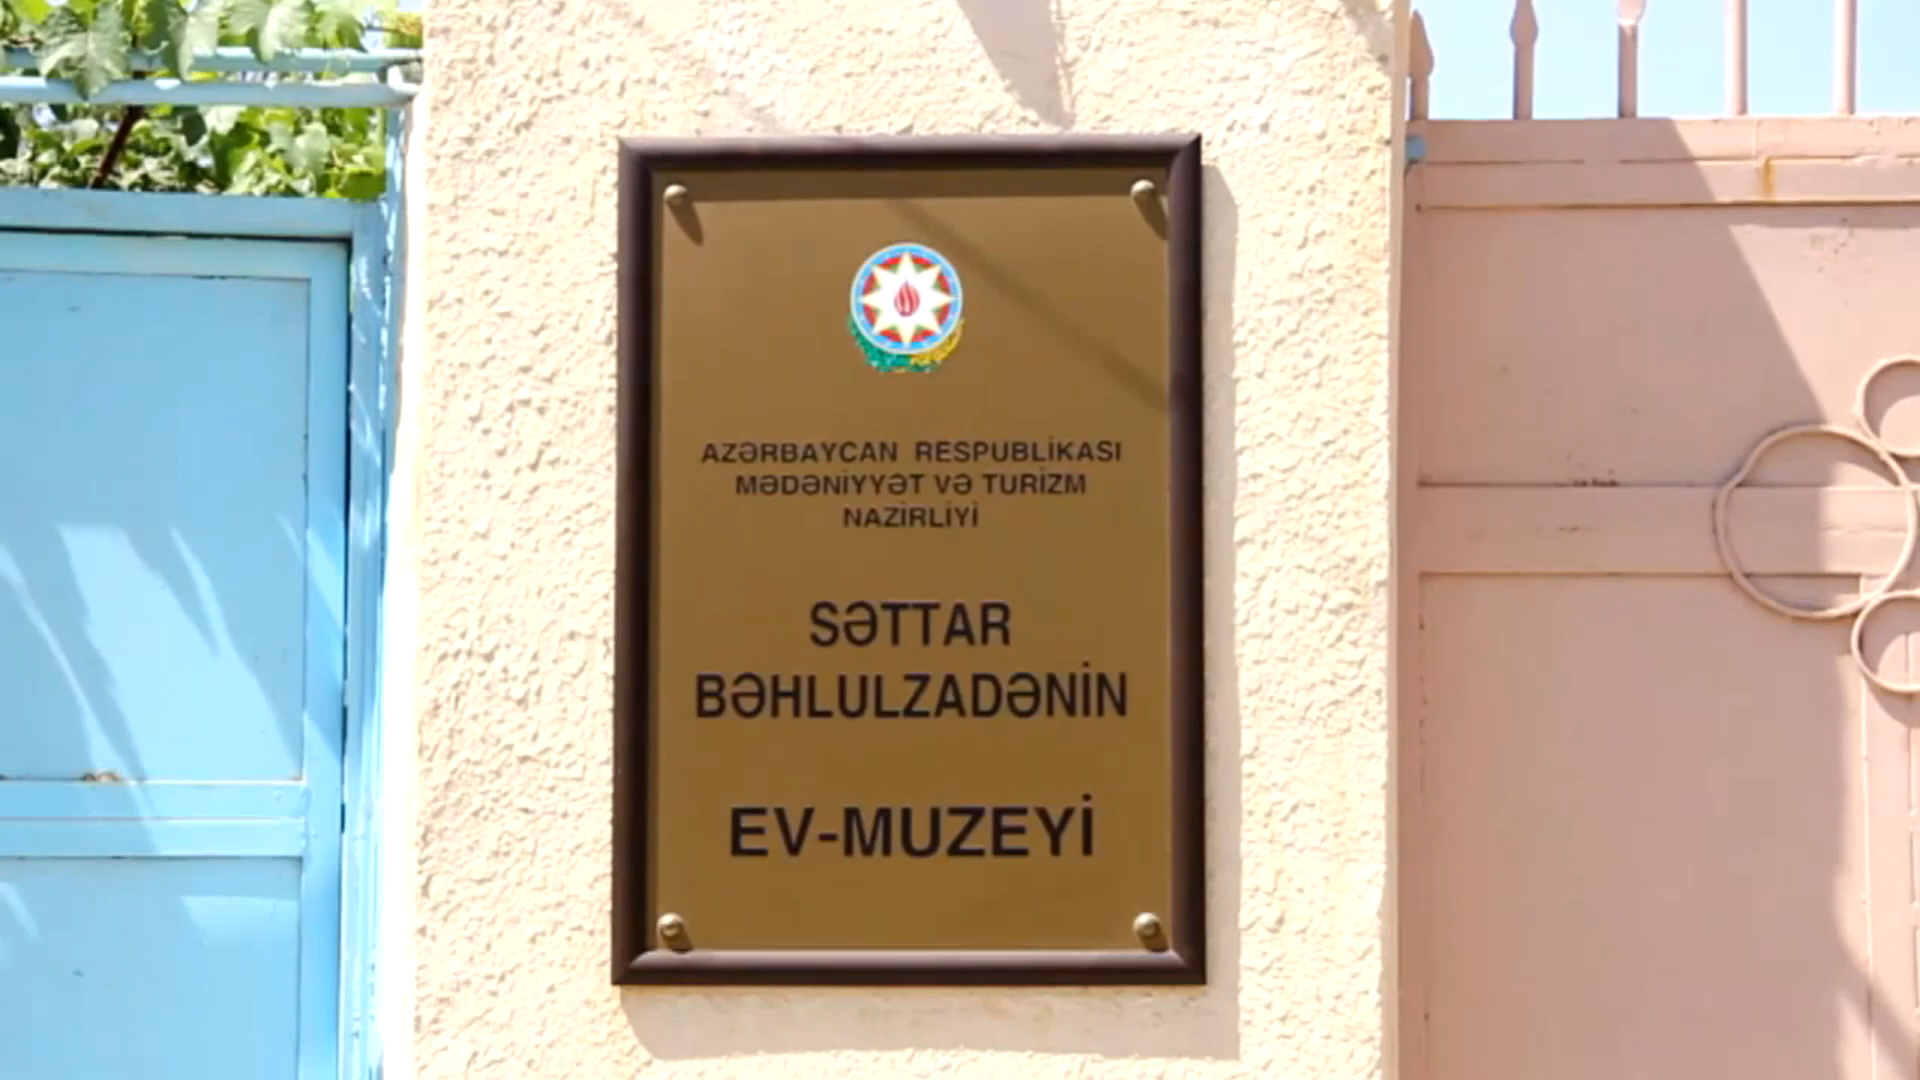 AZƏRBAYCAN RESPUBLİKASI
MƏDƏNİYYƏT VƏ TURİZM
NAZİRLİYİ
SƏTTAR
BƏHLULZADƏNİN
EV-MUZEYİ